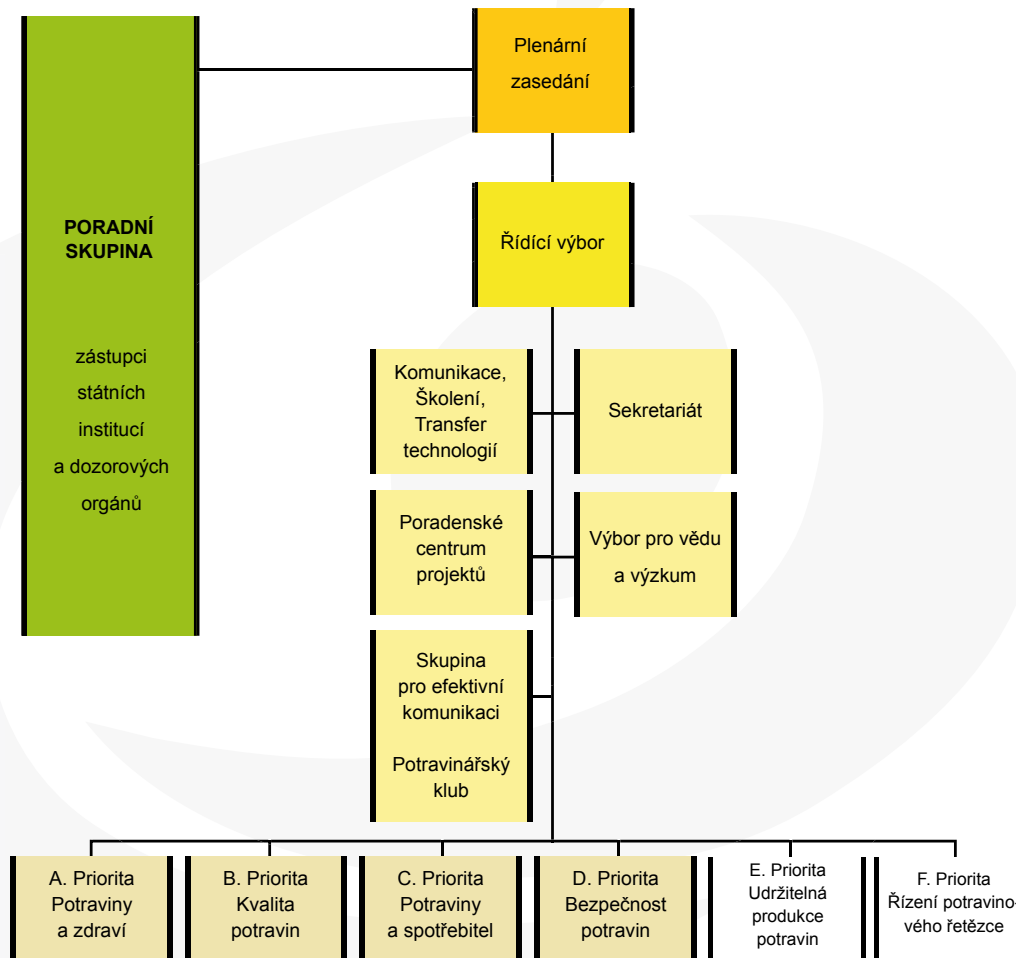 Plenární
zasedání
PORADNÍ
SKUPINA
zástupci
státních
institucí
a dozorových
orgánů
Řídící výbor
Komunikace,
Školení,
Transfer
technologií
Sekretariát
Poradenské
centrum
projektů
Výbor pro vědu
a výzkum
Skupina
pro efektivní
komunikaci
Potravinářský
klub
A. Priorita
Potraviny
a zdraví
B. Priorita
Kvalita
potravin
C. Priorita
Potraviny
a spotřebitel
D. Priorita
Bezpečnost
potravin
E. Priorita
Udržitelná
produkce
potravin
F. Priorita
Řízení potravino-
vého řetězce